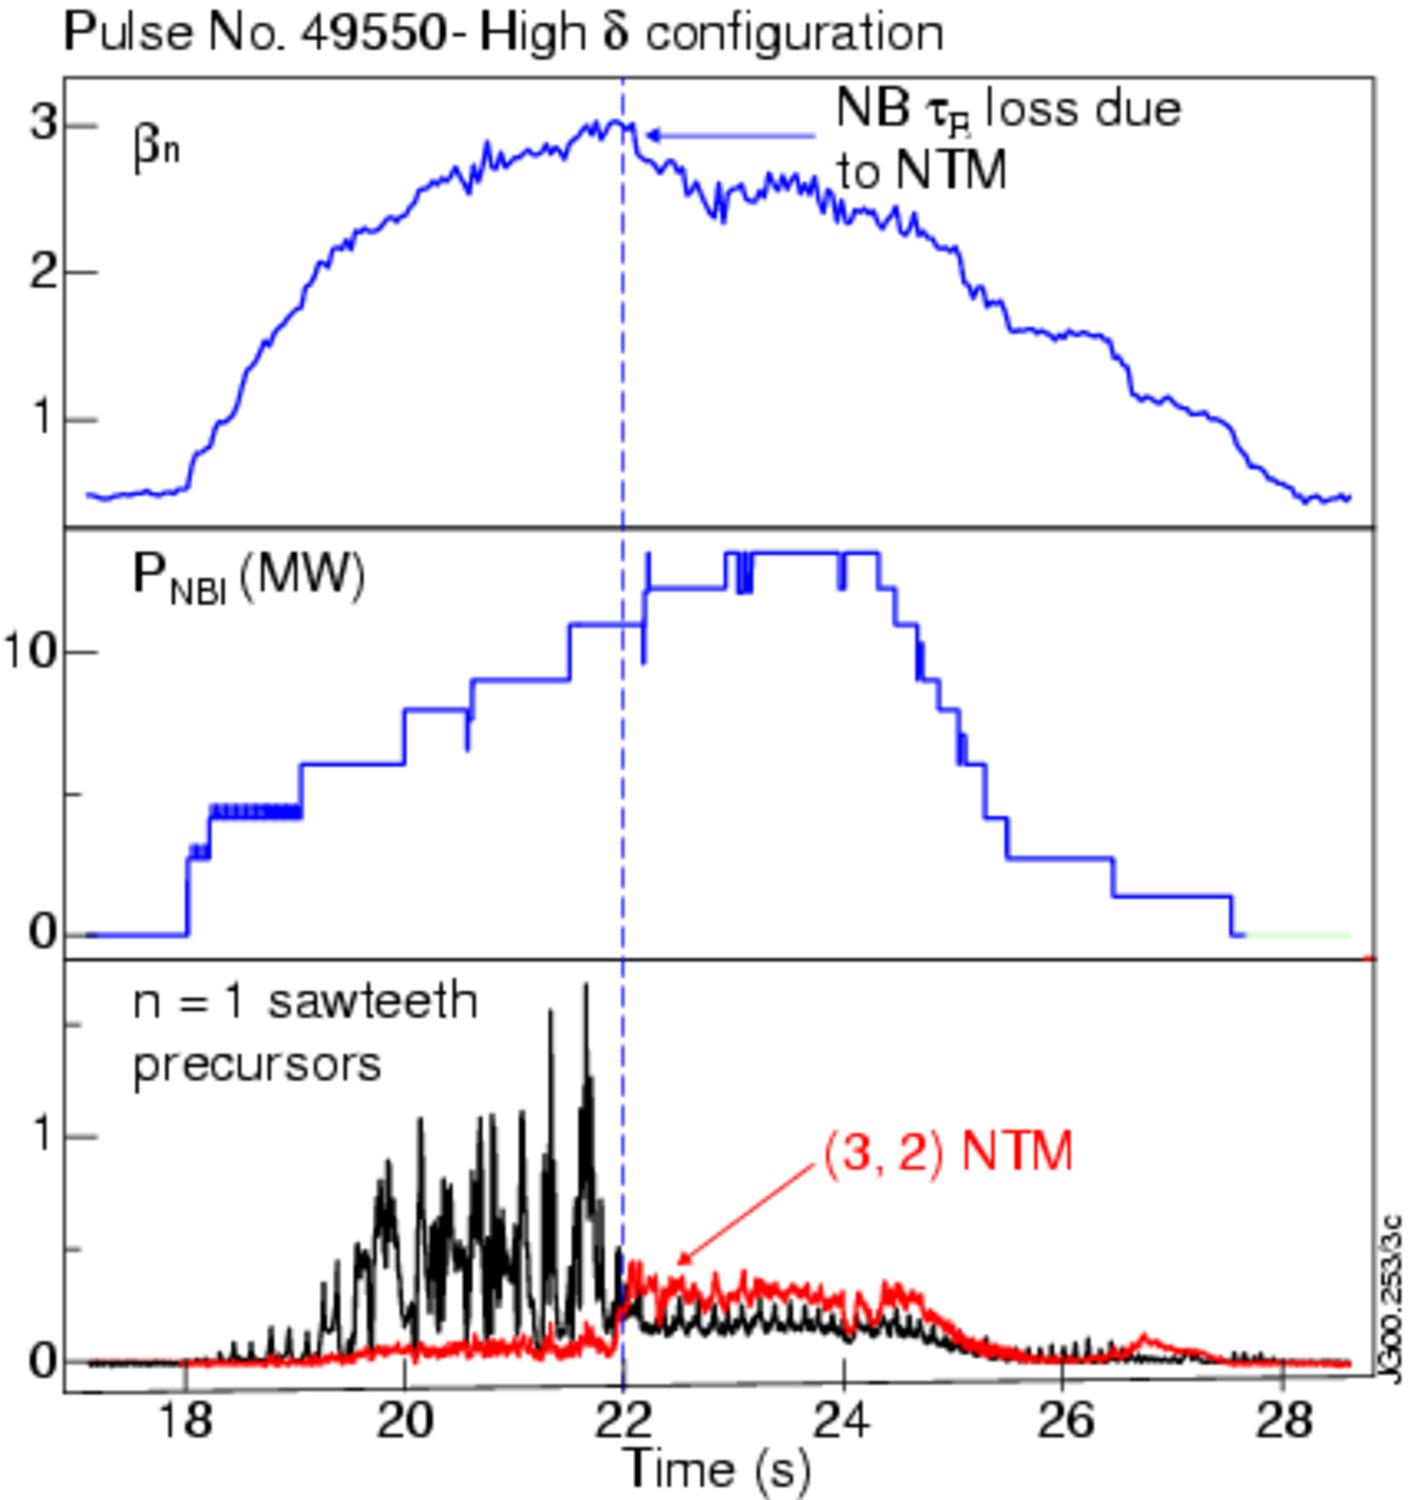 Pulse No. 49550- High δ configuration
3
2
1
βn
NB τE loss due
to NTM
PNBI (MW)
10
0
n = 1 sawteeth
precursors
1
0
(3, 2) NTM
18 20 22 24 26 28
Time (s)
JG00.253/3c